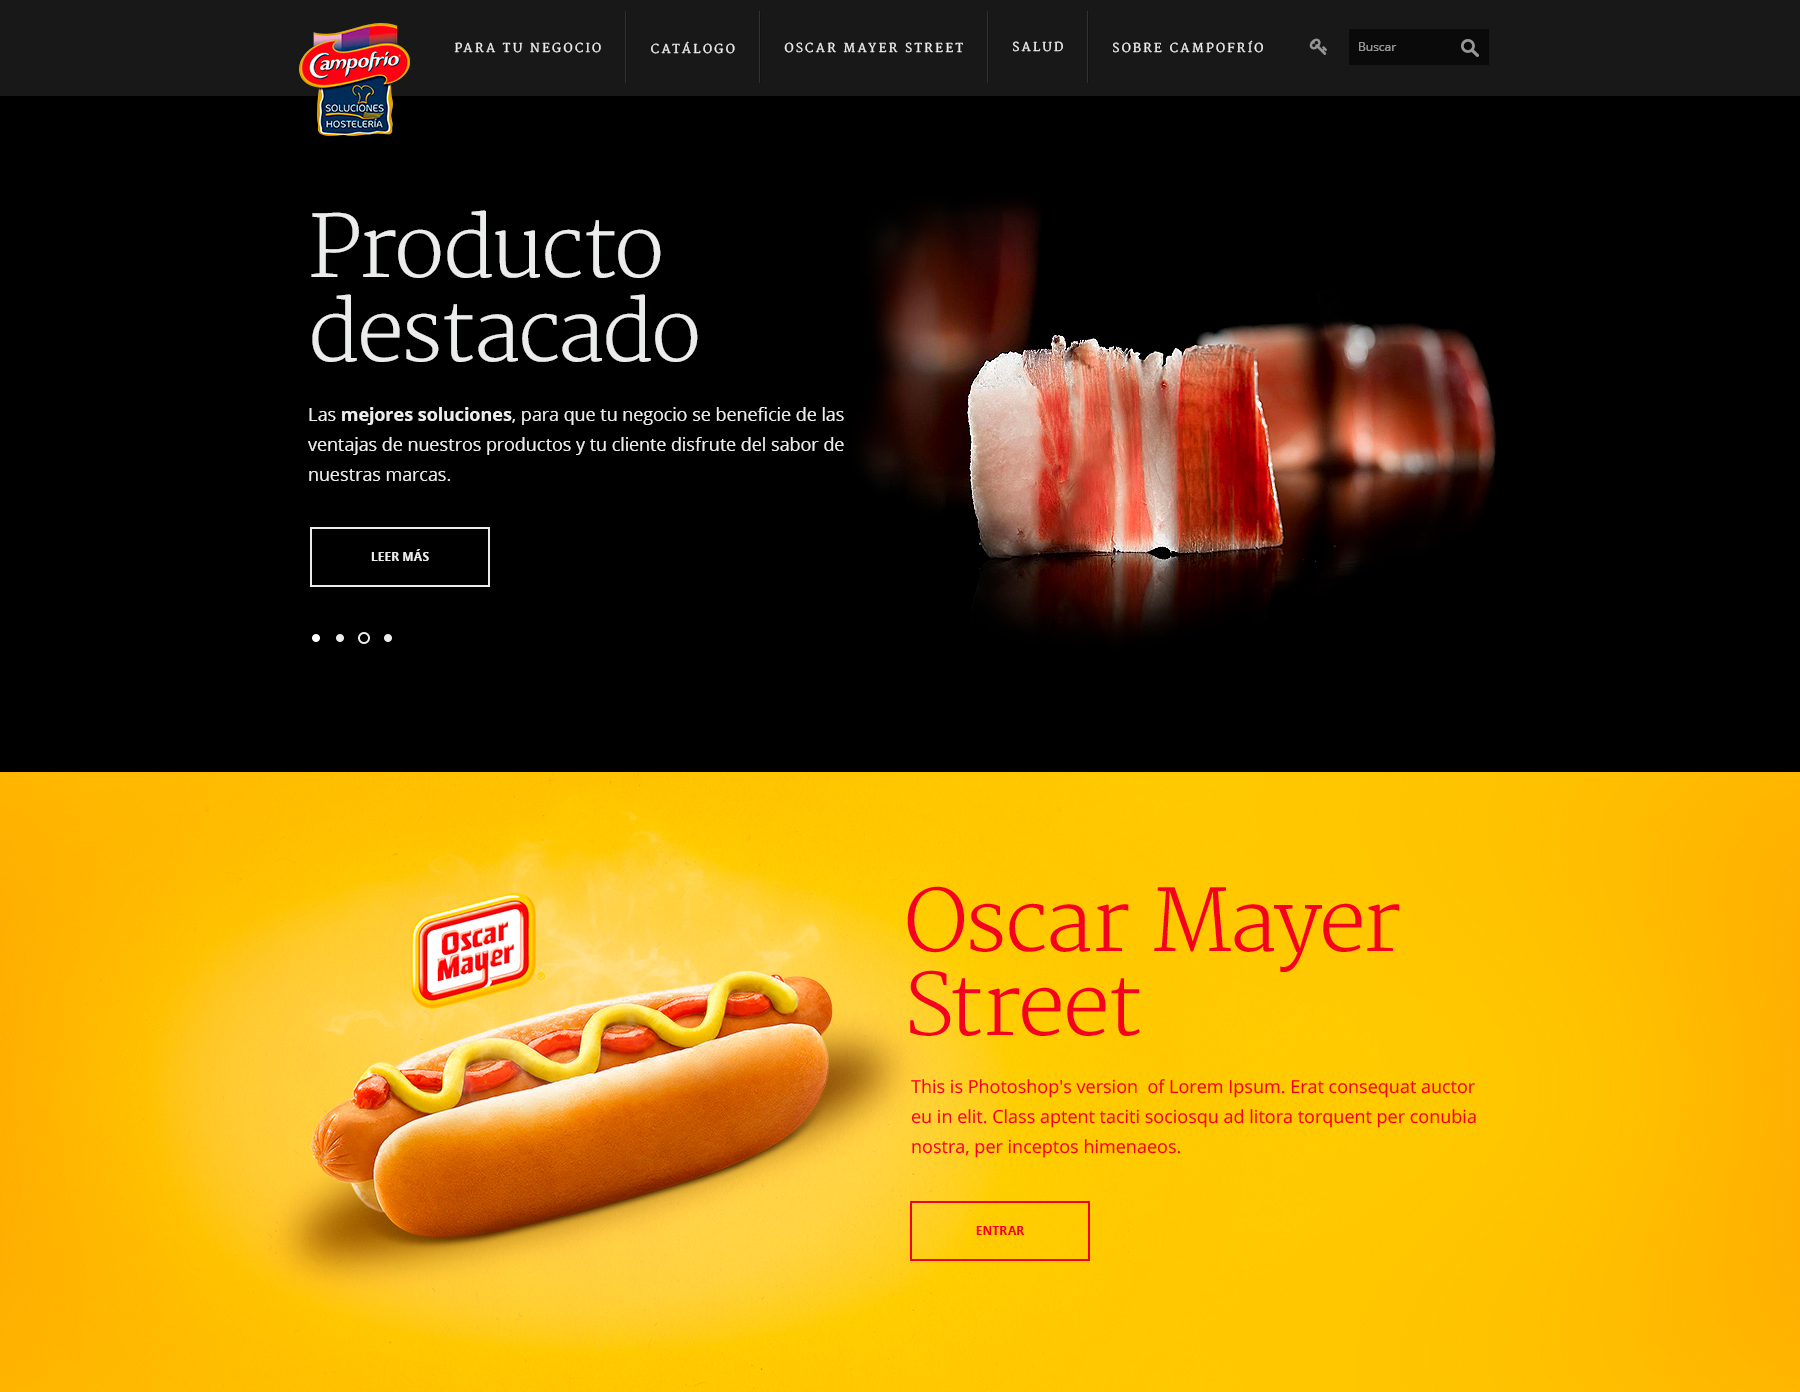 Campofrío
SOLUCIONES
HOSTELERÍA
PARA TU NEGOCIO
CATÁLOGO
OSCAR MAYER STREET
SALUD
SOBRE CAMPOFRÍO
Buscar
Producto
destacado
Las mejores soluciones, para que tu negocio se beneficie de las
ventajas de nuestros productos y tu cliente disfrute del sabor de
nuestras marcas.
LEER MÁS
Oscar
Mayer
Oscar Mayer
Street
This is Photoshop's version  of Lorem Ipsum. Erat consequat auctor
eu in elit. Class aptent taciti sociosqu ad litora torquent per conubia
nostra, per inceptos himenaeos.
ENTRAR